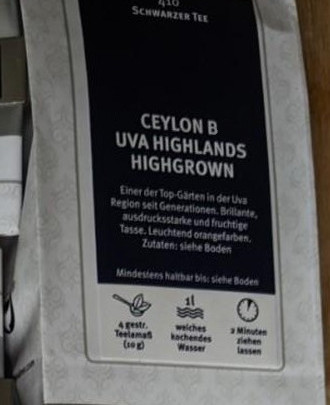 410
SCHWARZER TEE
CEYLON B
UVA HIGHLANDS
HIGHGROWN
Einer der Top-Gärten in der Uva
Region seit Generationen. Brillante,
ausdrucksstarke und fruchtige
Tasse. Leuchtend orangefarben.
Zutaten: siehe Boden
Mindestens haltbar bis: siehe Boden
4 gestr.
Teelamaß
(10 g)
1l
weiches
kochendes
Wasser
2 Minuten
ziehen
lassen